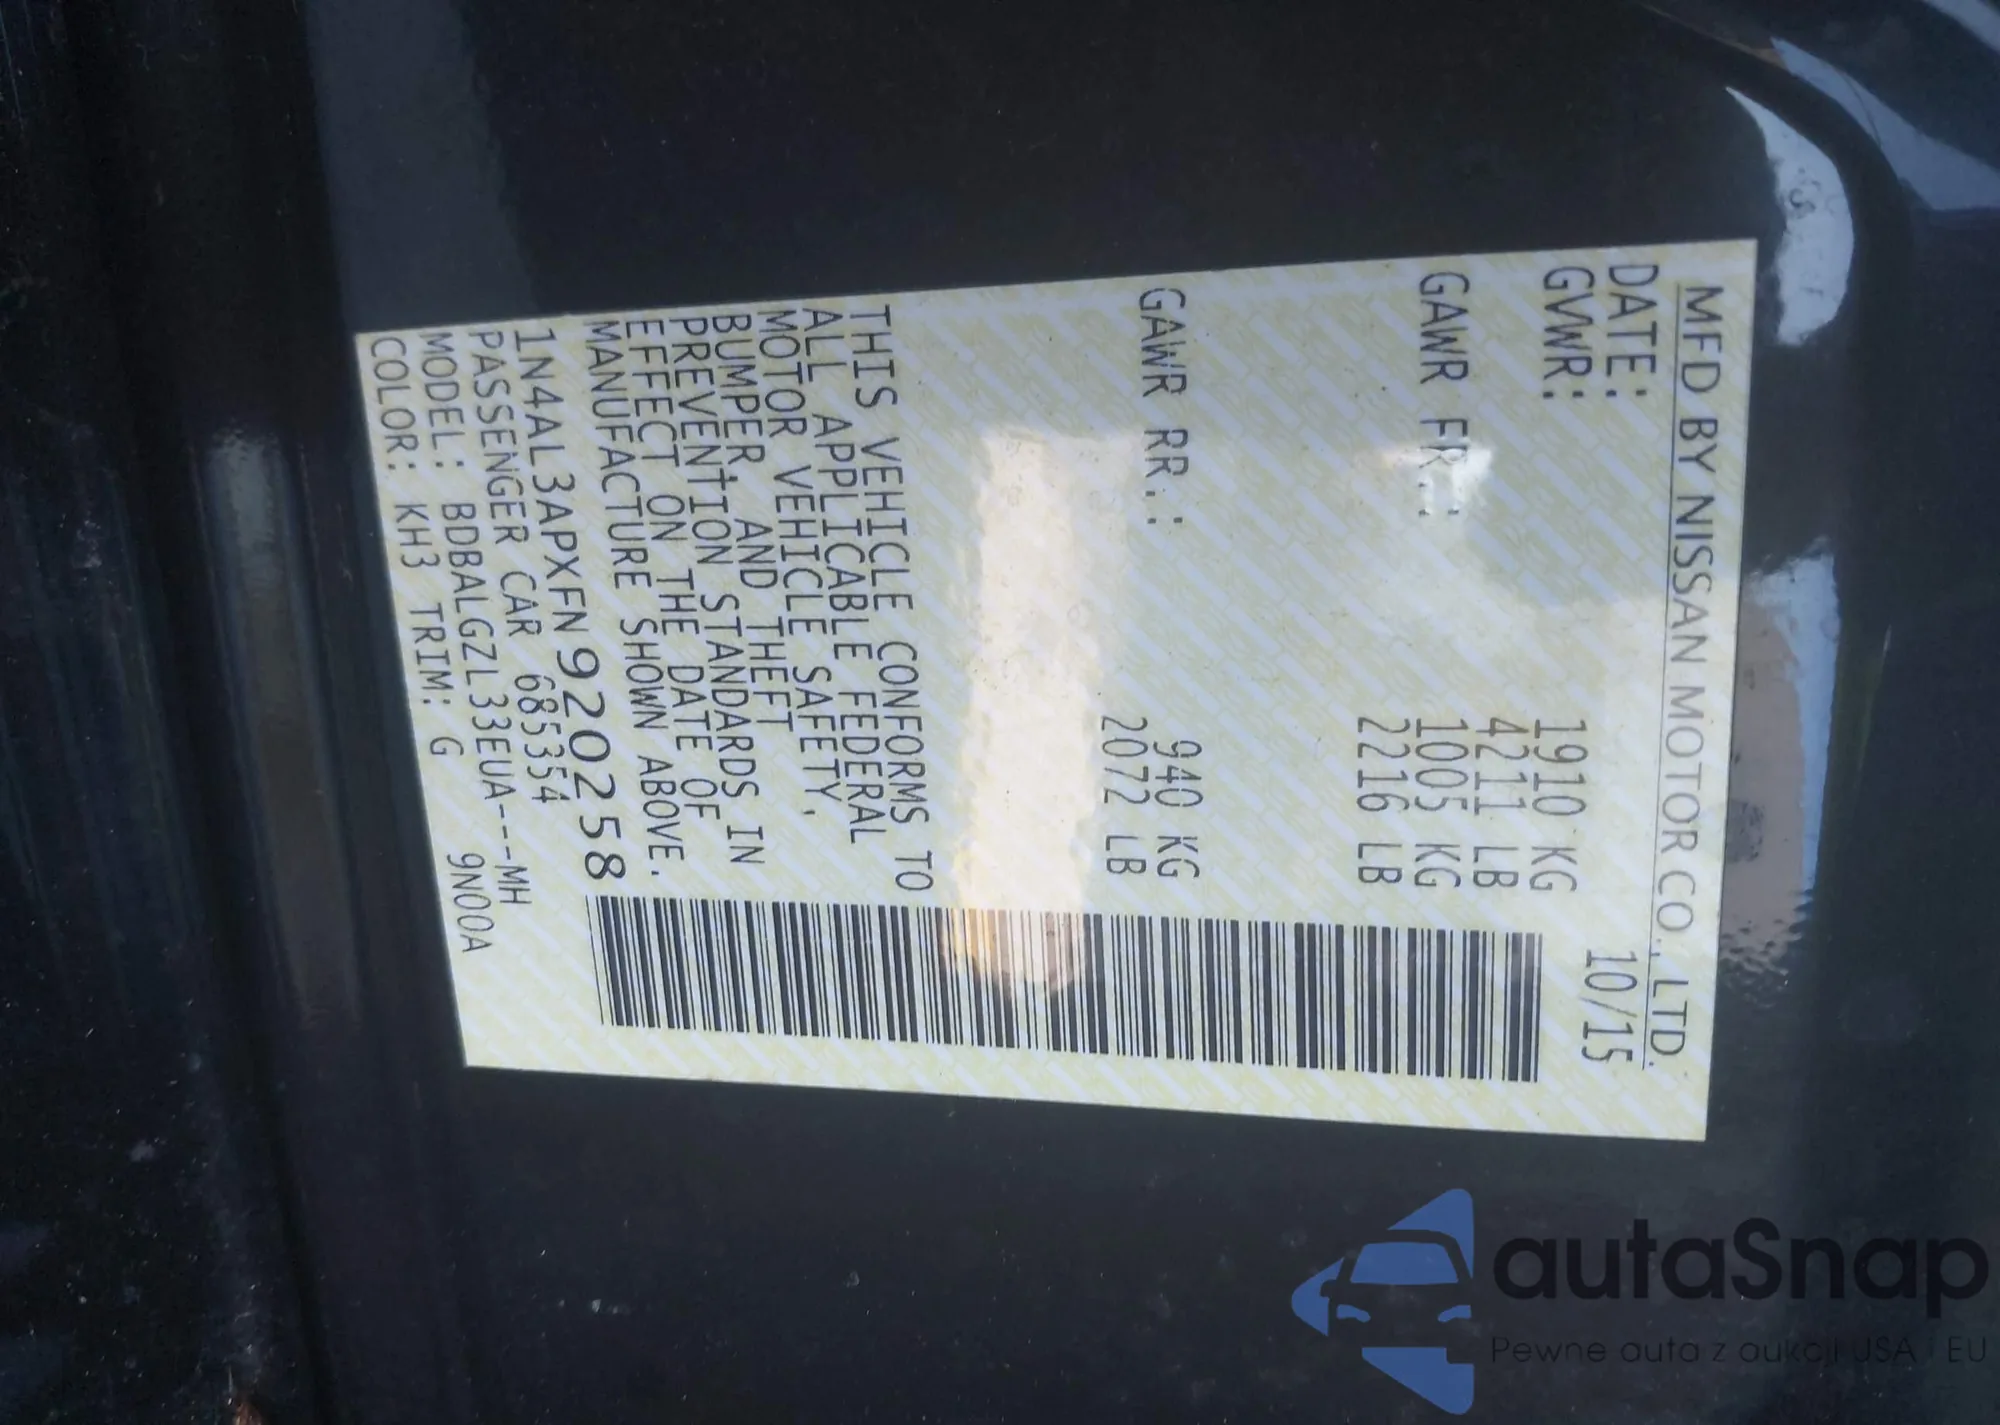 MFD BY NISSAN MOTOR CO., LTD.
DATE: 10/15
GVWR: 1910 KG
4211 LB
GAWR FR.: 1005 KG
2216 LB
GAWR RR.: 940 KG
2072 LB
THIS VEHICLE CONFORMS TO
ALL APPLICABLE FEDERAL
MOTOR VEHICLE SAFETY,
BUMPER, AND THEFT
PREVENTION STANDARDS IN
EFFECT ON THE DATE OF
MANUFACTURE SHOWN ABOVE.
1N4AL3APXFN920258
PASSENGER CAR 685354
MODEL: BDBALGZL33EUA---MH
COLOR: KH3 TRIM: G 9N00A
autaSnap
Pewne auta z aukcji USA i EU